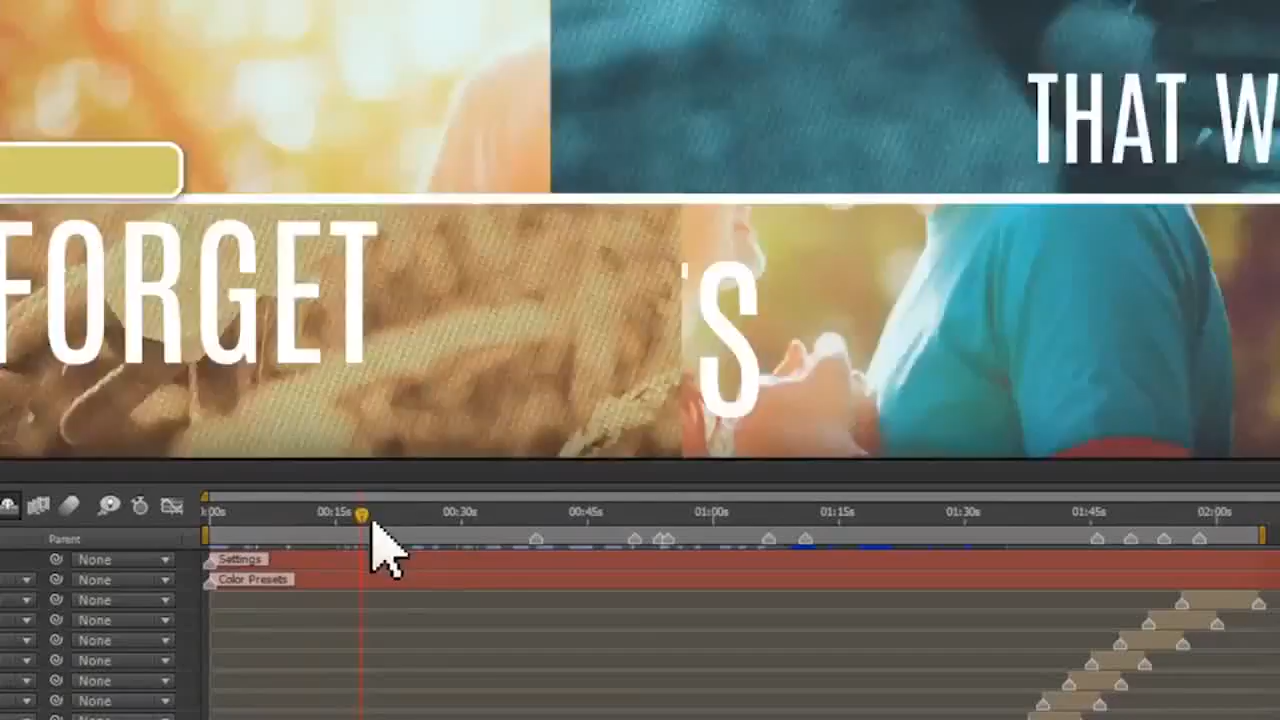 THAT W
FORGET
S
:00s 00:15s 00:30s 00:45s 01:00s 01:15s 01:30s 01:45s 02:00s
Parent
None Settings
None Color Presets
None
None
None
None
None
None